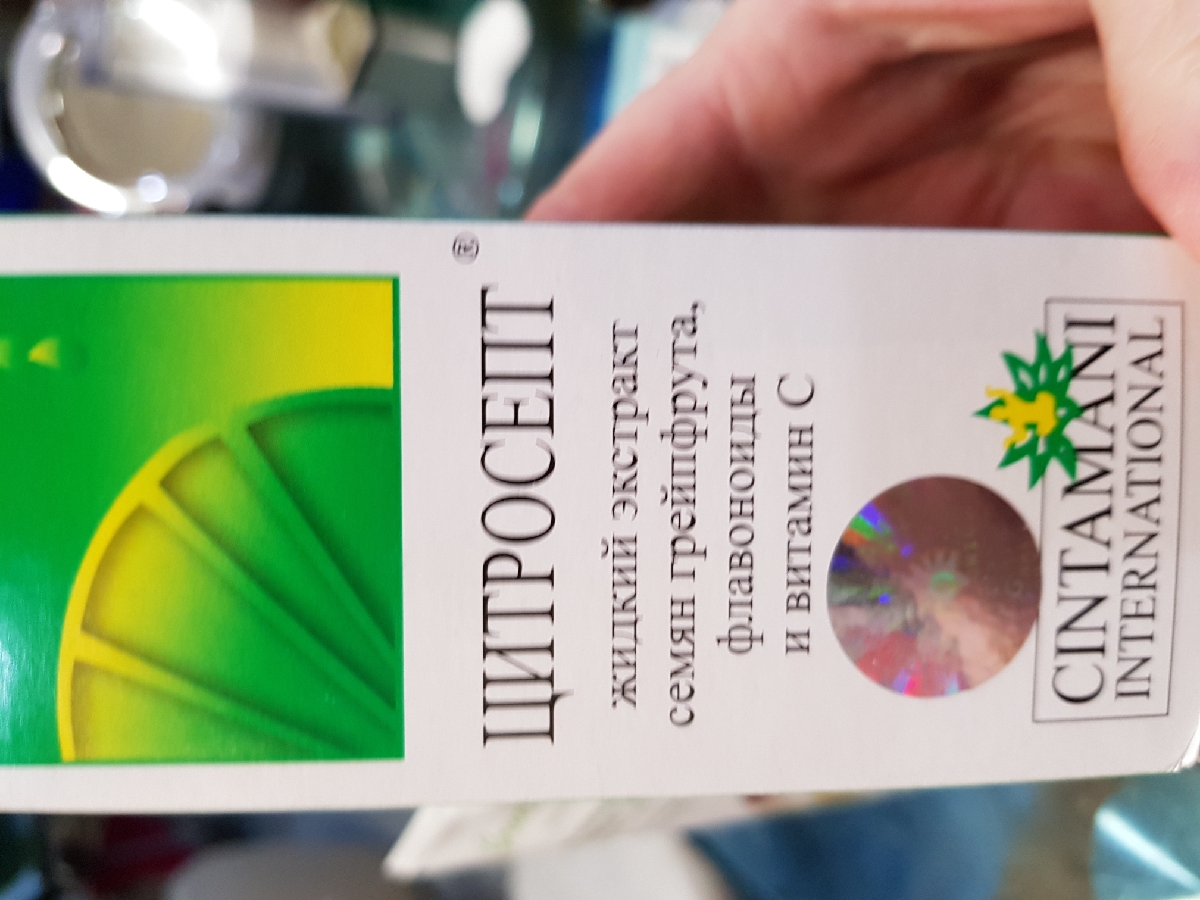 ЦИТРОСЕПТ®
жидкий экстракт
семян грейпфрута,
флавоноиды
и витамин С
CINTAMANI
INTERNATIONAL